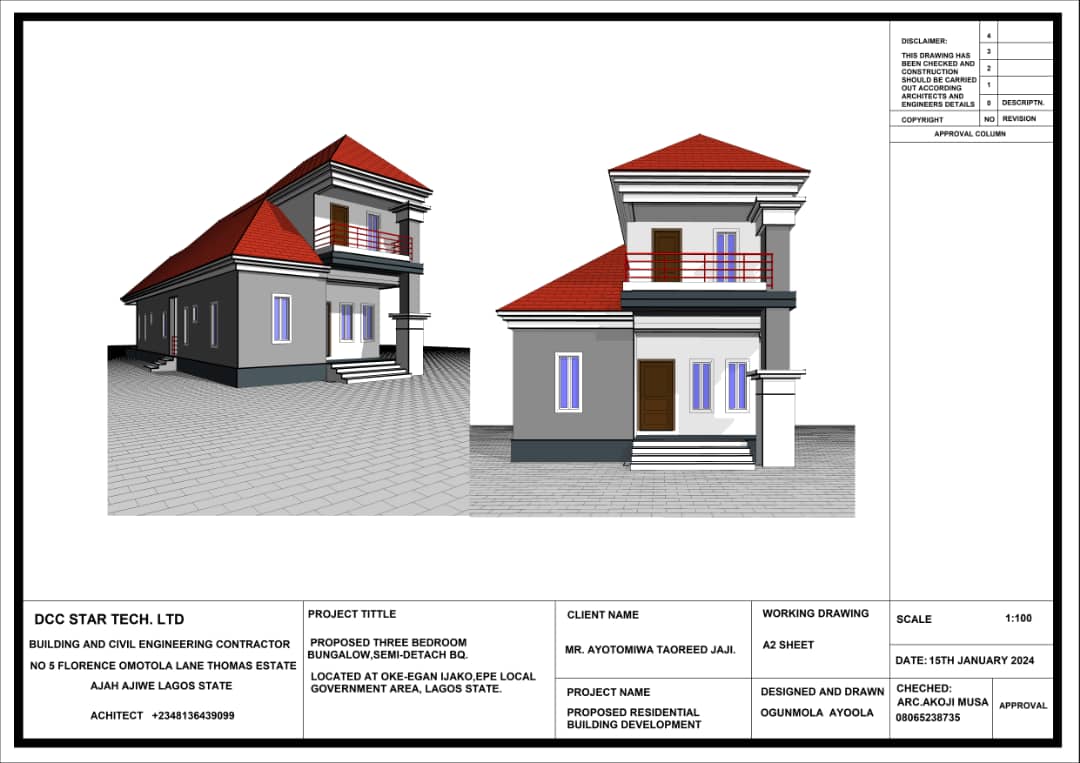 DISCLAIMER:
THIS DRAWING HAS
BEEN CHECKED AND
CONSTRUCTION
SHOULD BE CARRIED
OUT ACCORDING
ARCHITECTS AND
ENGINEERS DETAILS
4
3
2
1
0 DESCRIPTN.
COPYRIGHT NO REVISION
APPROVAL COLUMN
DCC STAR TECH. LTD
BUILDING AND CIVIL ENGINEERING CONTRACTOR
NO 5 FLORENCE OMOTOLA LANE THOMAS ESTATE
AJAH AJIWE LAGOS STATE
ACHITECT +2348136439099
PROJECT TITTLE
PROPOSED THREE BEDROOM
BUNGALOW,SEMI-DETACH BQ.
LOCATED AT OKE-EGAN IJAKO,EPE LOCAL
GOVERNMENT AREA, LAGOS STATE.
CLIENT NAME
MR. AYOTOMIWA TAOREED JAJI.
PROJECT NAME
PROPOSED RESIDENTIAL
BUILDING DEVELOPMENT
WORKING DRAWING
A2 SHEET
DESIGNED AND DRAWN
OGUNMOLA AYOOLA
SCALE 1:100
DATE: 15TH JANUARY 2024
CHECHED:
ARC.AKOJI MUSA
08065238735
APPROVAL